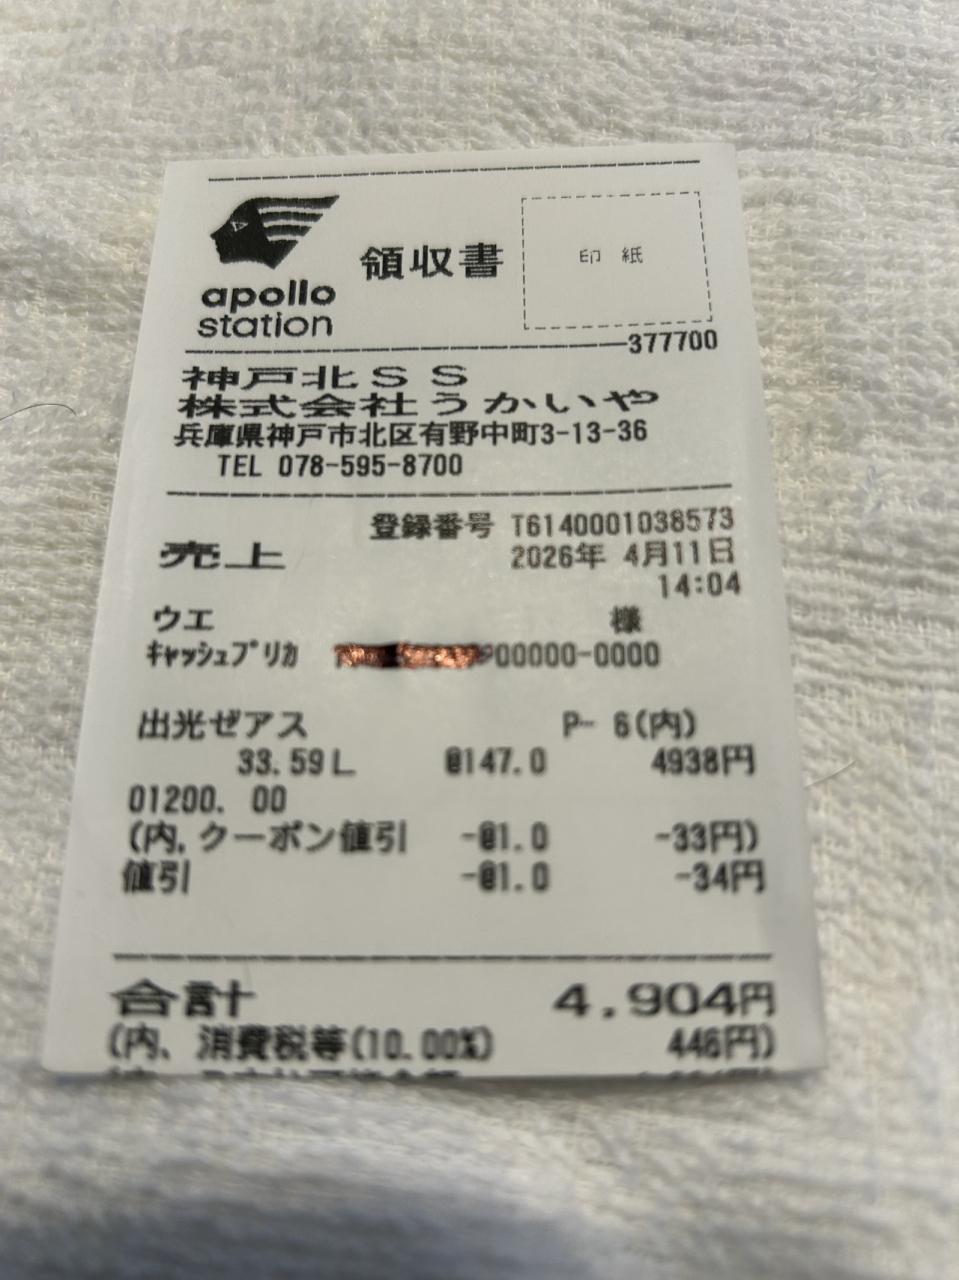 apollo
station
領収書
印 紙
377700
神戸北SS
株式会社うかいや
兵庫県神戸市北区有野中町3-13-36
TEL 078-595-8700
登録番号 T6140001038573
売上 2026年 4月11日
14:04
ウエ 様
ｷｬｯｼｭﾌﾟﾘｶ 00000-0000
出光ゼアス P- 6(内)
33.59L @147.0 4938円
01200. 00
(内,クーポン値引 -@1.0 -33円)
値引 -@1.0 -34円
合計 4,904円
(内、消費税等(10.00%) 446円)